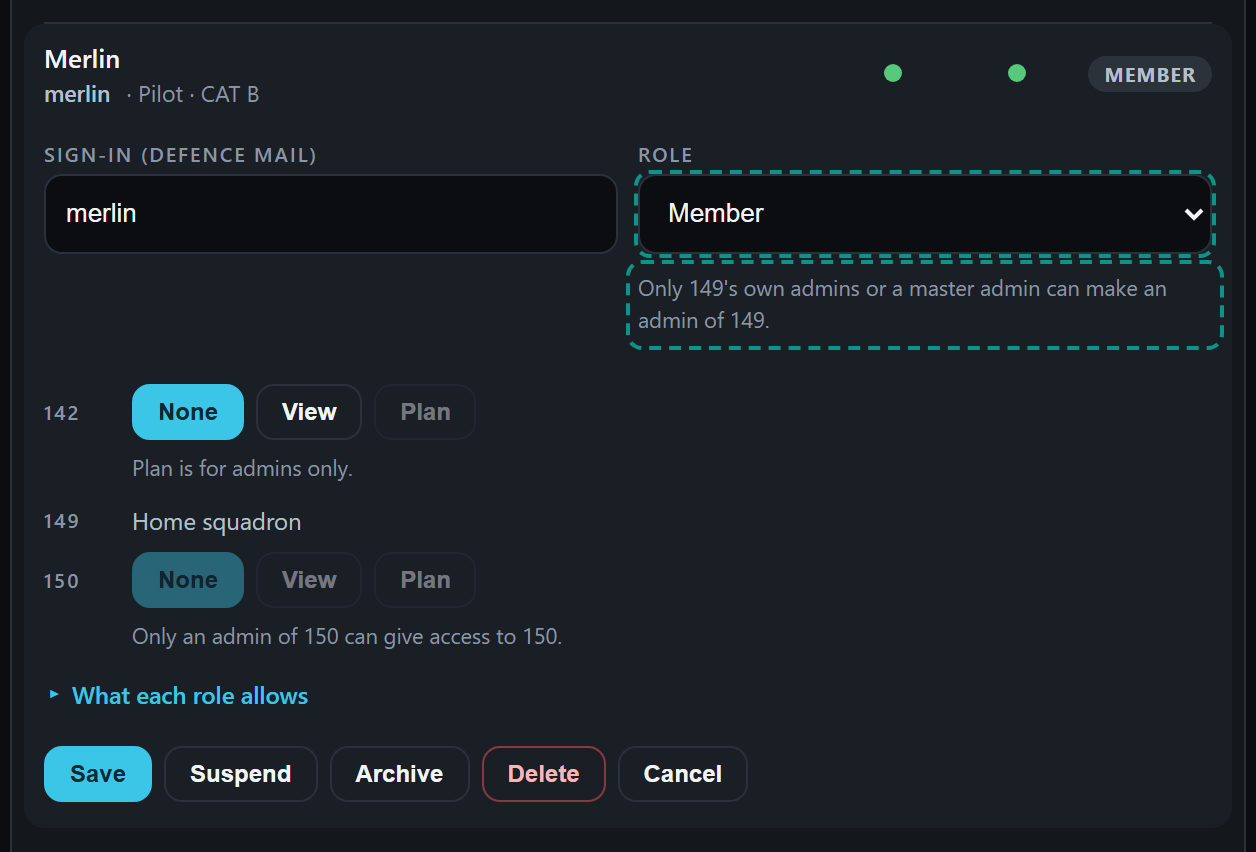 Merlin
merlin · Pilot · CAT B
MEMBER
SIGN-IN (DEFENCE MAIL)
ROLE
merlin
Member
Only 149's own admins or a master admin can make an
admin of 149.
142 None View Plan
Plan is for admins only.
149 Home squadron
150 None View Plan
Only an admin of 150 can give access to 150.
What each role allows
Save Suspend Archive Delete Cancel